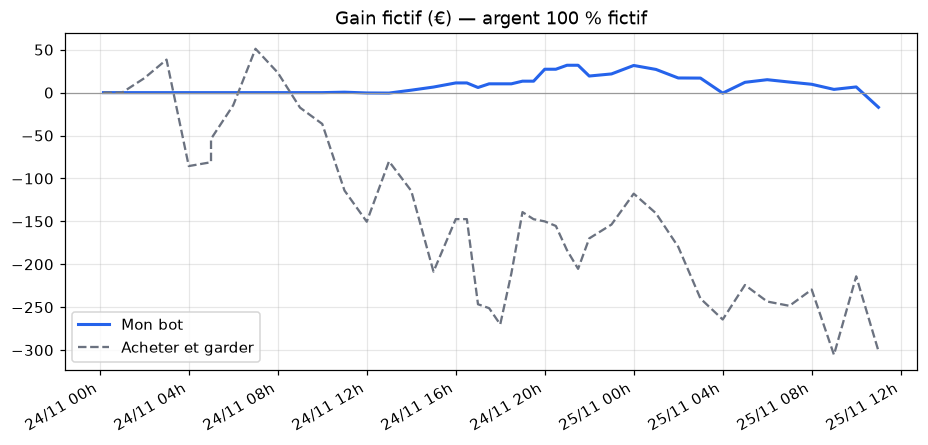 Gain fictif (€) — argent 100 % fictif
50
0
−50
−100
−150
−200
−250
−300
Mon bot
Acheter et garder
24/11 00h
24/11 04h
24/11 08h
24/11 12h
24/11 16h
24/11 20h
25/11 00h
25/11 04h
25/11 08h
25/11 12h